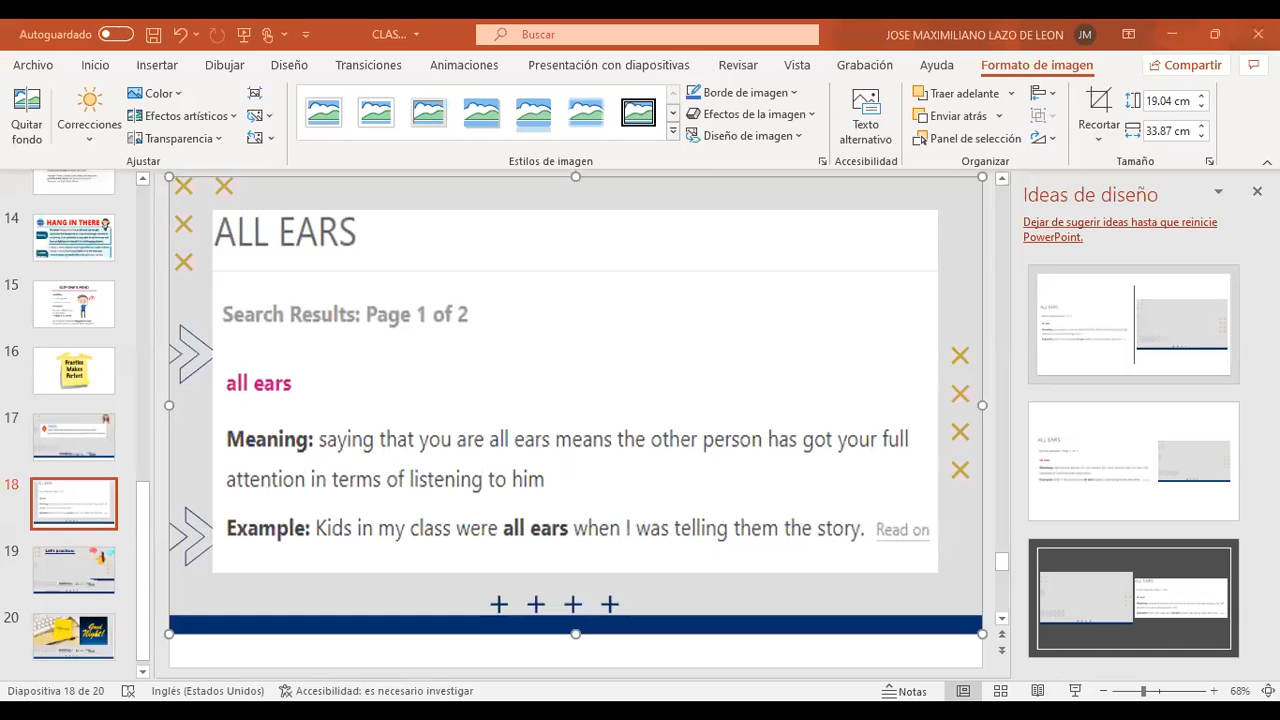 Autoguardado
CLAS...
Buscar
JOSE MAXIMILIANO LAZO DE LEON
JM
Archivo
Inicio
Insertar
Dibujar
Diseño
Transiciones
Animaciones
Presentación con diapositivas
Revisar
Vista
Grabación
Ayuda
Formato de imagen
Compartir
Quitar
fondo
Correcciones
Color
Efectos artísticos
Transparencia
Ajustar
Estilos de imagen
Borde de imagen
Efectos de la imagen
Diseño de imagen
Texto
alternativo
Accesibilidad
Traer adelante
Enviar atrás
Panel de selección
Organizar
Recortar
19.04 cm
33.87 cm
Tamaño
14
HANG IN THERE
15
16
Practice
Makes
Perfect
17
18
19
20
ALL EARS
Search Results: Page 1 of 2
all ears
Meaning: saying that you are all ears means the other person has got your full
attention in terms of listening to him
Example: Kids in my class were all ears when I was telling them the story. Read on
Ideas de diseño
Dejar de sugerir ideas hasta que reinicie
PowerPoint.
ALL EARS
ALL EARS
ALL EARS
Diapositiva 18 de 20
Inglés (Estados Unidos)
Accesibilidad: es necesario investigar
Notas
68%